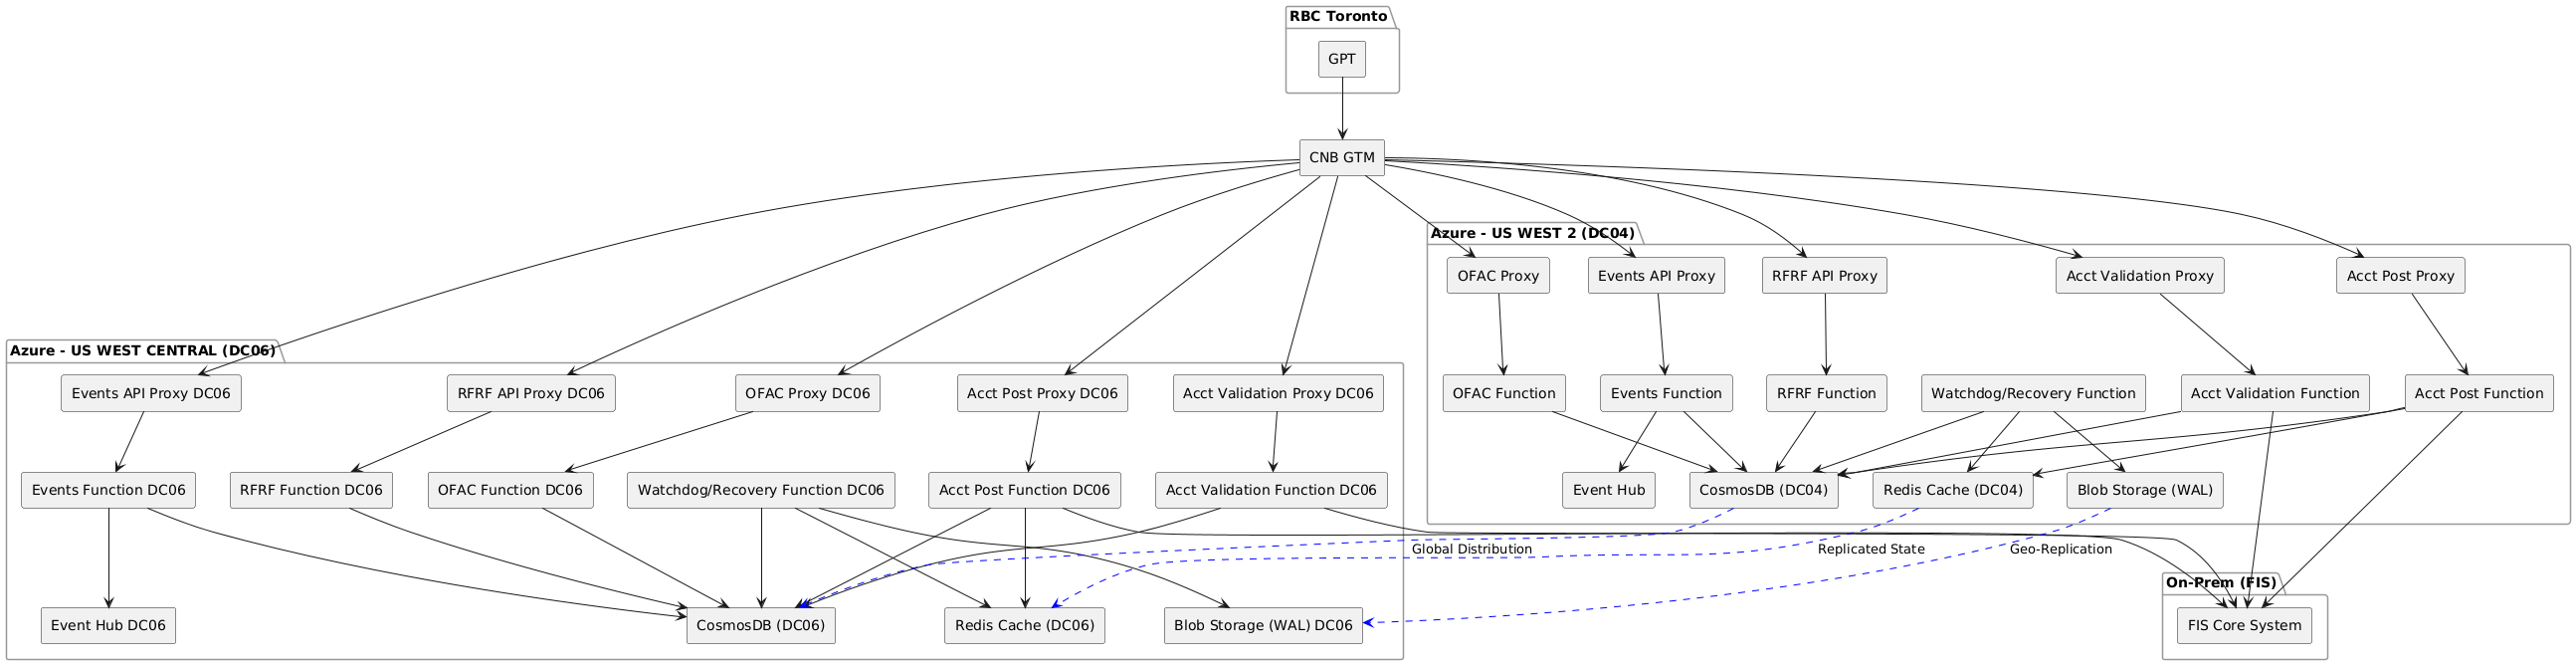 RBC Toronto
GPT
CNB GTM
Azure - US WEST 2 (DC04)
OFAC Proxy
Events API Proxy
RFRF API Proxy
Acct Validation Proxy
Acct Post Proxy
Azure - US WEST CENTRAL (DC06)
Events API Proxy DC06
RFRF API Proxy DC06
OFAC Proxy DC06
Acct Post Proxy DC06
Acct Validation Proxy DC06
OFAC Function
Events Function
RFRF Function
Watchdog/Recovery Function
Acct Validation Function
Acct Post Function
Events Function DC06
RFRF Function DC06
OFAC Function DC06
Watchdog/Recovery Function DC06
Acct Post Function DC06
Acct Validation Function DC06
Event Hub
CosmosDB (DC04)
Redis Cache (DC04)
Blob Storage (WAL)
Global Distribution
Replicated State
Geo-Replication
On-Prem (FIS)
Event Hub DC06
CosmosDB (DC06)
Redis Cache (DC06)
Blob Storage (WAL) DC06
FIS Core System